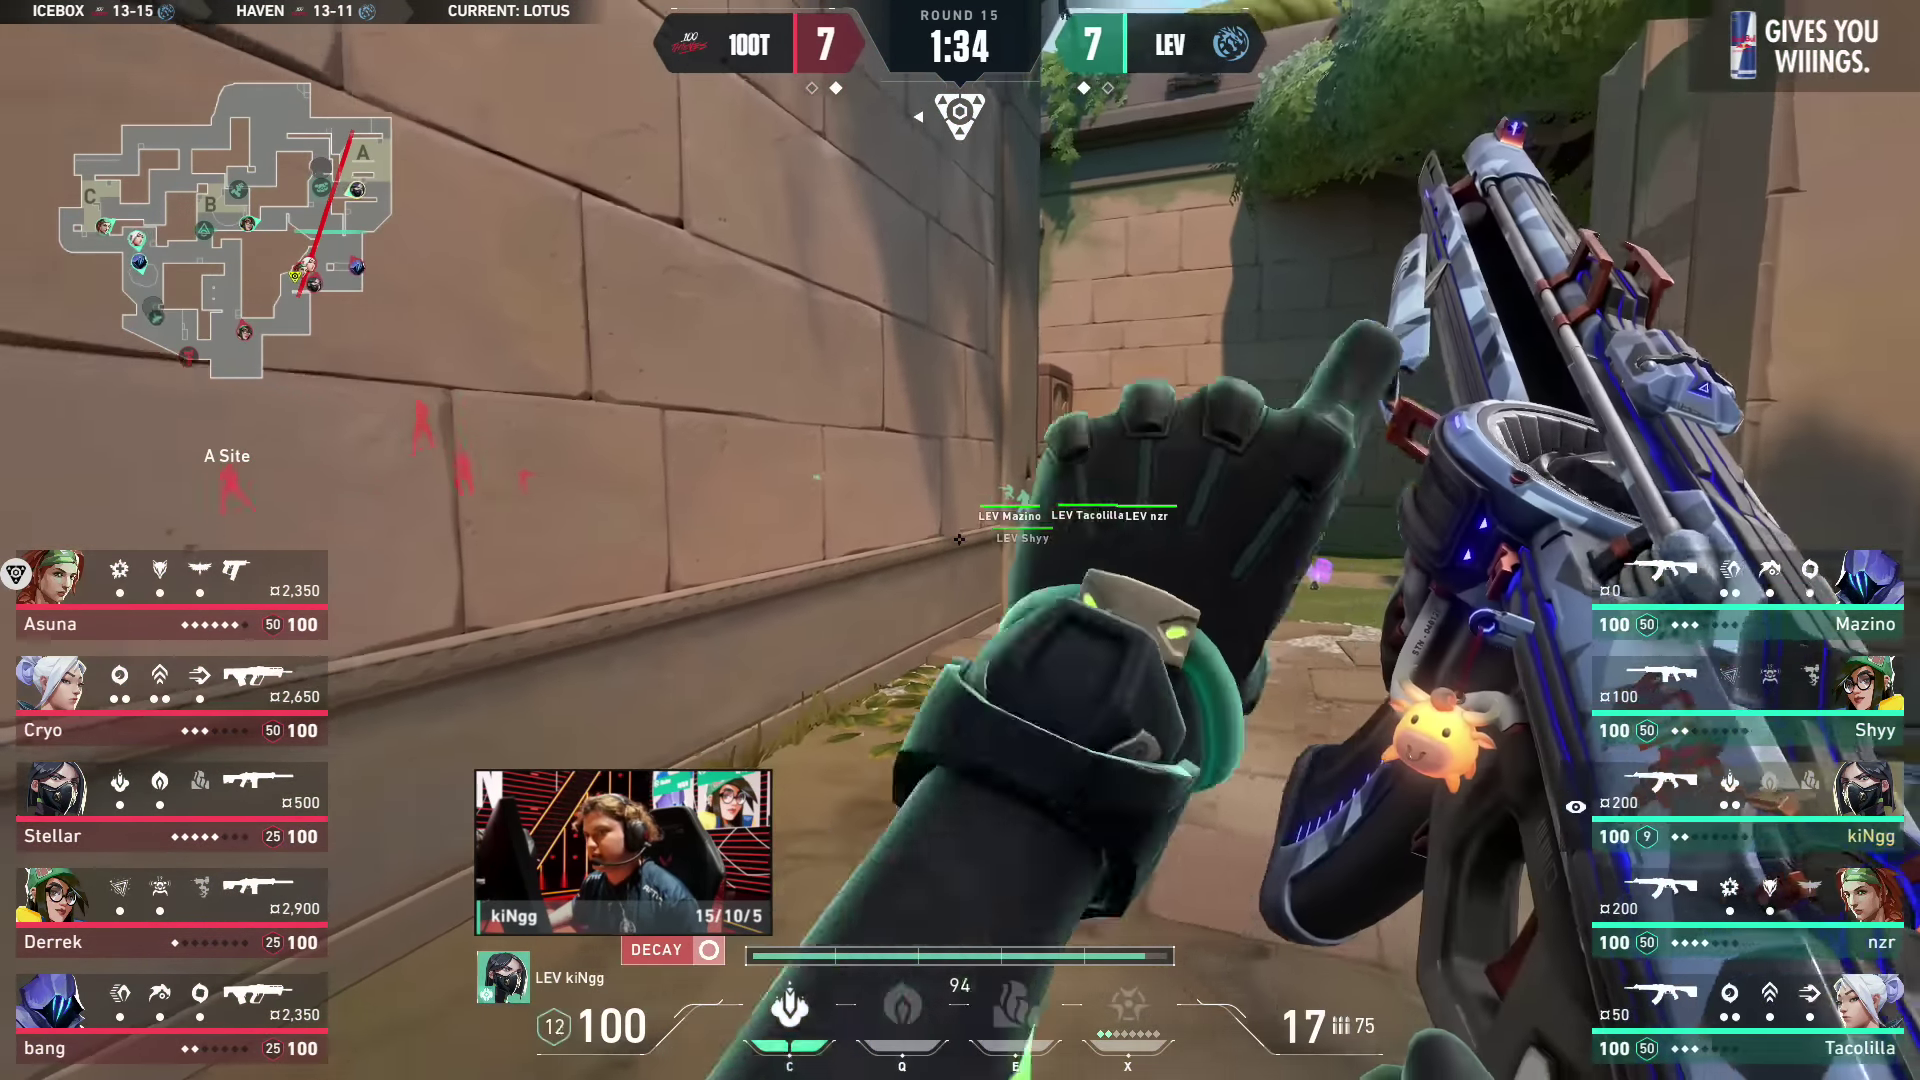 ICEBOX 13-15 HAVEN 13-11 CURRENT: LOTUS
100T 7 ROUND 15 1:34 7 LEV
GIVES YOU
WIIINGS.
A
B
C
A Site
LEV Mazino LEV Tacolilla LEV nzr
LEV Shyy
2,350
Asuna 50 100
2,650
Cryo 50 100
500
Stellar 25 100
2,900
Derrek 25 100
2,350
bang 25 100
0
100 50 Mazino
100
100 50 Shyy
200
100 9 kiNgg
200
100 50 nzr
50
100 50 Tacolilla
kiNgg 15/10/5
DECAY
LEV kiNgg
94
12 100
17 75
C Q E X